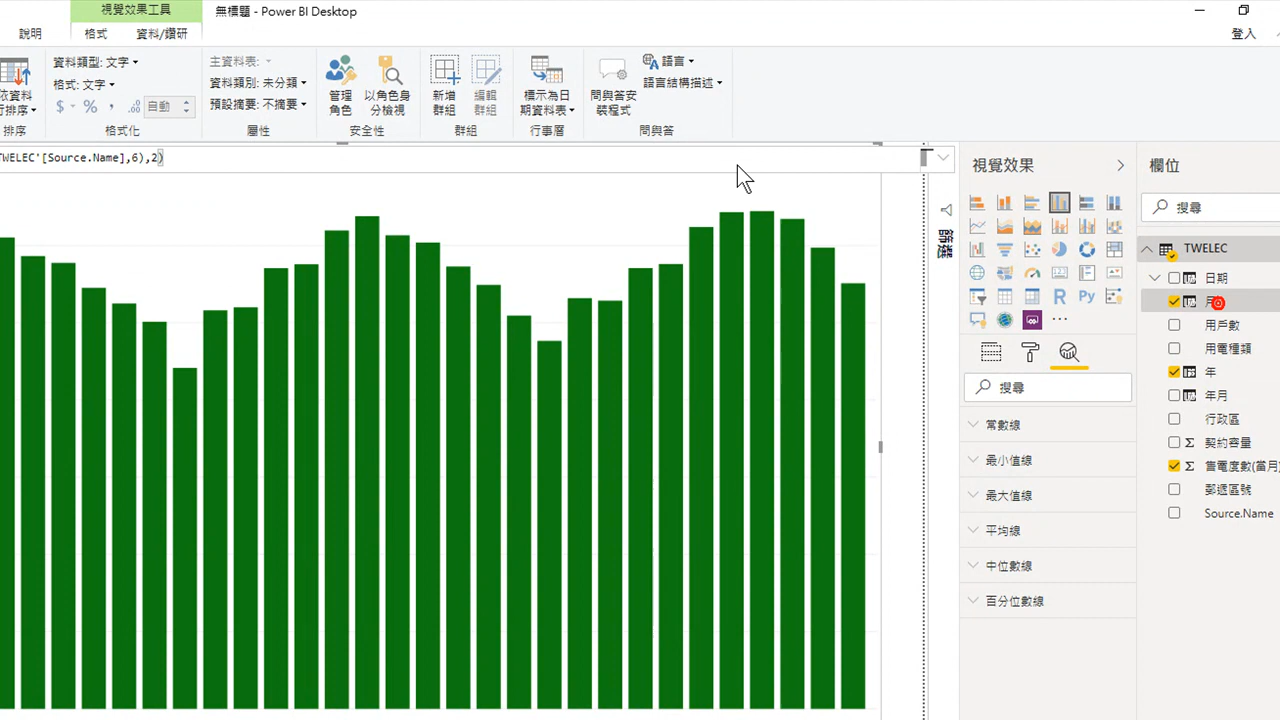 視覺效果工具
無標題 - Power BI Desktop
說明
格式
資料/鑽研
登入
依資料
行排序
排序
資料類型: 文字
格式: 文字
$ % , .00 自動
格式化
主資料表:
資料類別: 未分類
預設摘要: 不摘要
屬性
管理
角色
以角色身
分檢視
安全性
新增
群組
編輯
群組
群組
標示為日
期資料表
行事曆
問與答安
裝程式
語言
語言結構描述
問與答
TWELEC'[Source.Name],6),2)
篩選
視覺效果
R Py
搜尋
常數線
最小值線
最大值線
平均線
中位數線
百分位數線
欄位
搜尋
TWELEC
日期
用戶數
用電種類
年
年月
行政區
Σ 契約容量
Σ 售電度數(當月)
郵遞區號
Source.Name